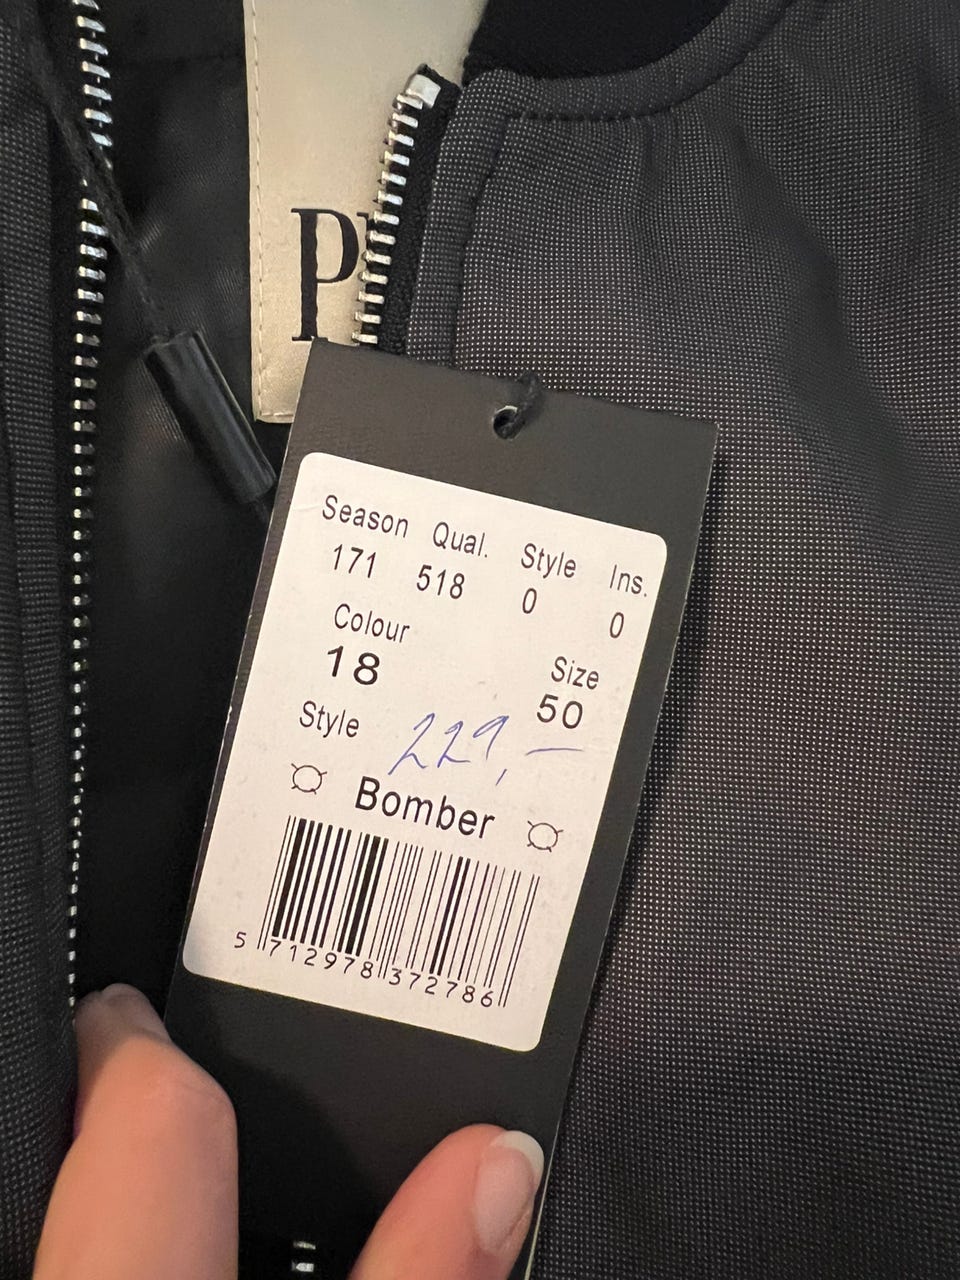 Season Qual. Style Ins.
171 518 0 0
Colour Size
18 50
Style 229,–
¤ Bomber ¤
5 712978 372786